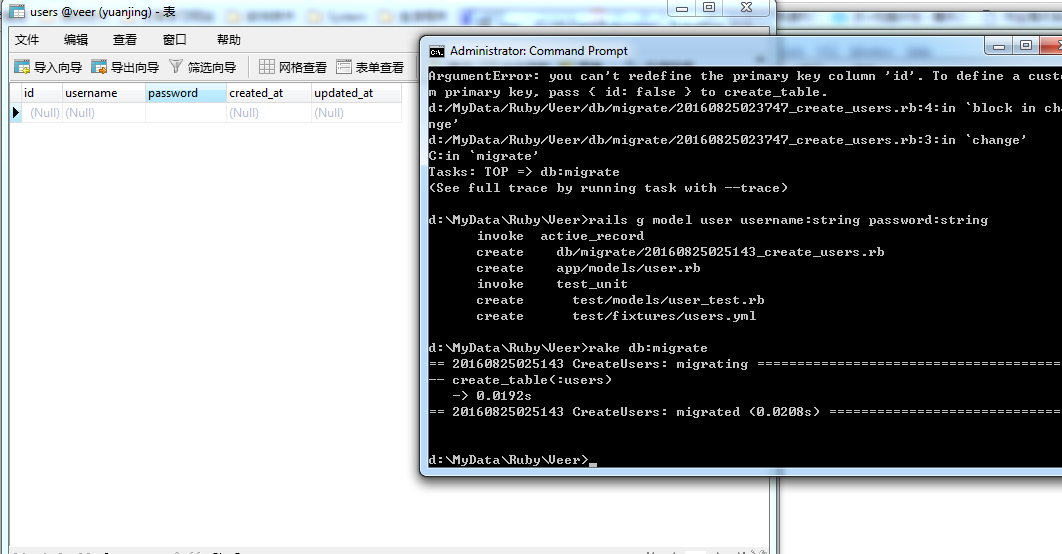 users @veer (yuanjing) - 表
文件 编辑 查看 窗口 帮助
导入向导 导出向导 筛选向导 网格查看 表单查看
id username password created_at updated_at
(Null) (Null) (Null) (Null)
Administrator: Command Prompt
ArgumentError: you can't redefine the primary key column 'id'. To define a custo
m primary key, pass { id: false } to create_table.
d:/MyData/Ruby/Veer/db/migrate/20160825023747_create_users.rb:4:in `block in cha
nge'
d:/MyData/Ruby/Veer/db/migrate/20160825023747_create_users.rb:3:in `change'
C:in `migrate'
Tasks: TOP => db:migrate
(See full trace by running task with --trace)
d:\MyData\Ruby\Veer>rails g model user username:string password:string
invoke active_record
create db/migrate/20160825025143_create_users.rb
create app/models/user.rb
invoke test_unit
create test/models/user_test.rb
create test/fixtures/users.yml
d:\MyData\Ruby\Veer>rake db:migrate
== 20160825025143 CreateUsers: migrating ======================================
-- create_table(:users)
-> 0.0192s
== 20160825025143 CreateUsers: migrated (0.0208s) =============================
d:\MyData\Ruby\Veer>_